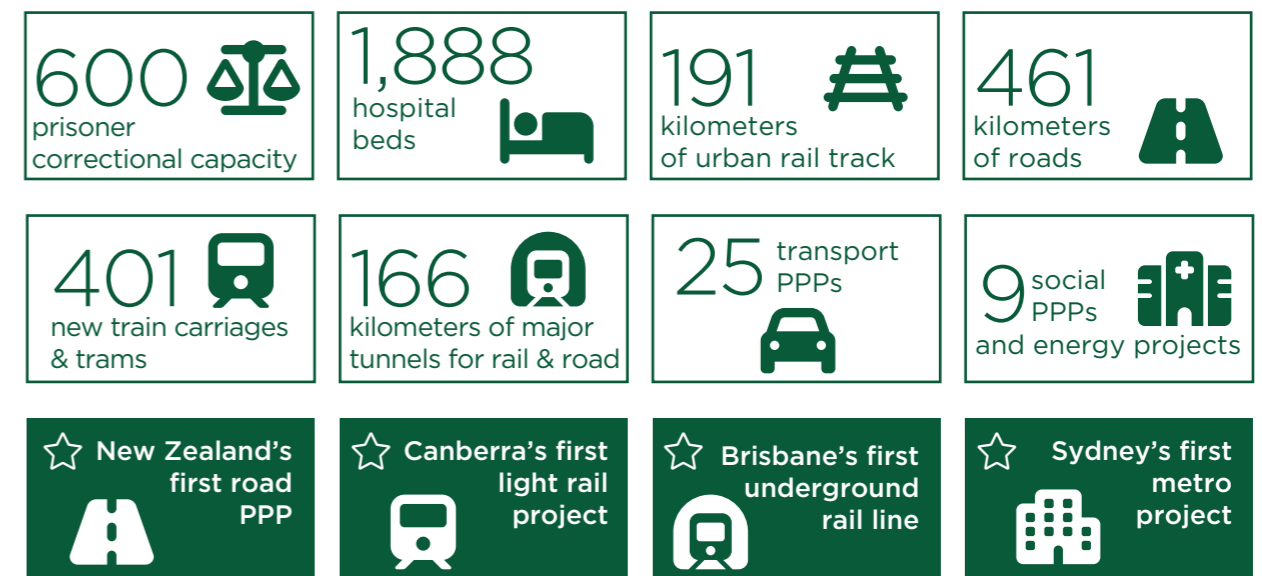 600
prisoner
correctional capacity
1,888
hospital
beds
191
kilometers
of urban rail track
461
kilometers
of roads
401
new train carriages
& trams
166
kilometers of major
tunnels for rail & road
25 transport
PPPs
9 social
PPPs
and energy projects
New Zealand’s
first road
PPP
Canberra’s first
light rail
project
Brisbane’s first
underground
rail line
Sydney’s first
metro
project